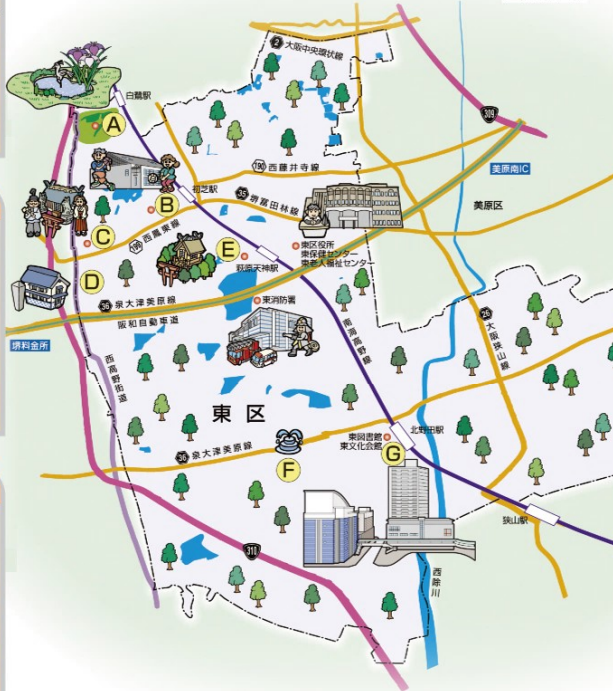 2 大阪中央環状線
白鷺駅
309
A
190 西藤井寺線
美原南IC
初芝駅
35 堺富田林線
美原区
B
199 西鳳東線
C
E
東区役所
東保健センター
東老人福祉センター
萩原天神駅
D
36 泉大津美原線
東消防署
阪和自動車道
26 大阪狭山線
堺料金所
南海高野線
西高野街道
東区
北野田駅
東図書館
東文化会館
36 泉大津美原線
F
G
狭山駅
310
西除川